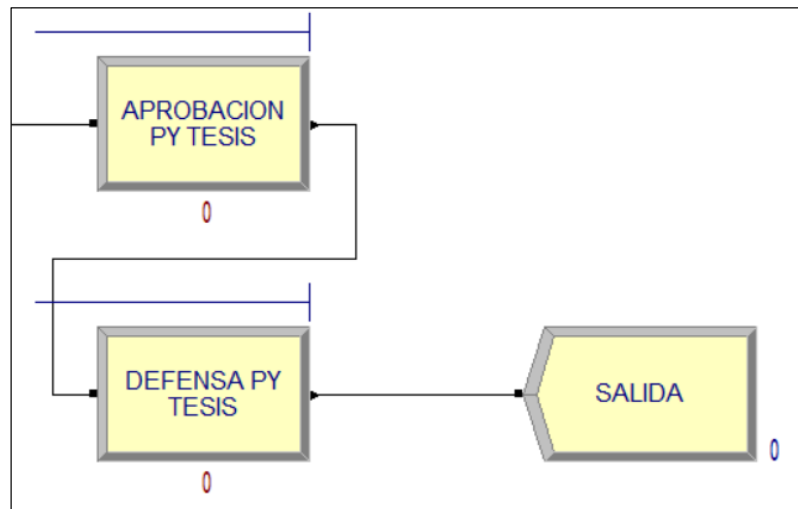 APROBACION
PY TESIS
0
DEFENSA PY
TESIS
0
SALIDA
0